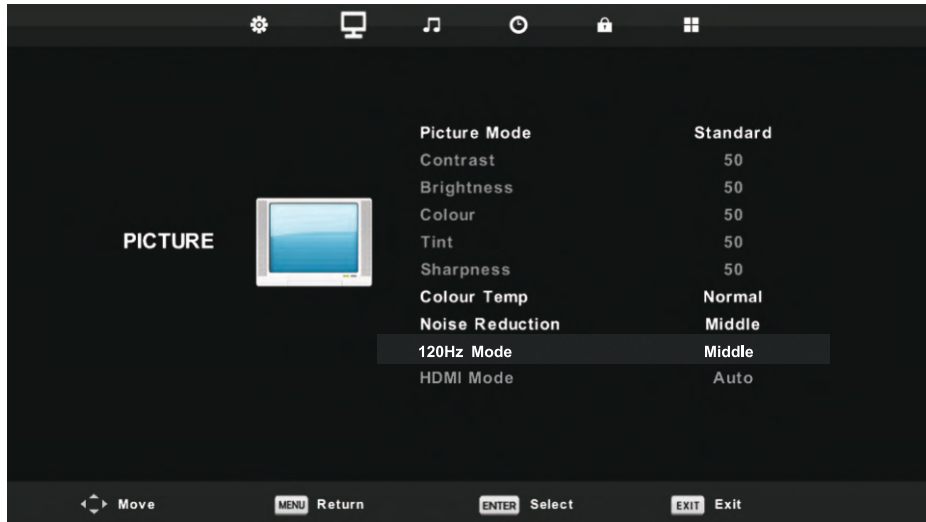 Picture Mode Standard
Contrast 50
Brightness 50
Colour 50
PICTURE
Tint 50
Sharpness 50
Colour Temp Normal
Noise Reduction Middle
120Hz Mode Middle
HDMI Mode Auto
Move MENU Return ENTER Select EXIT Exit